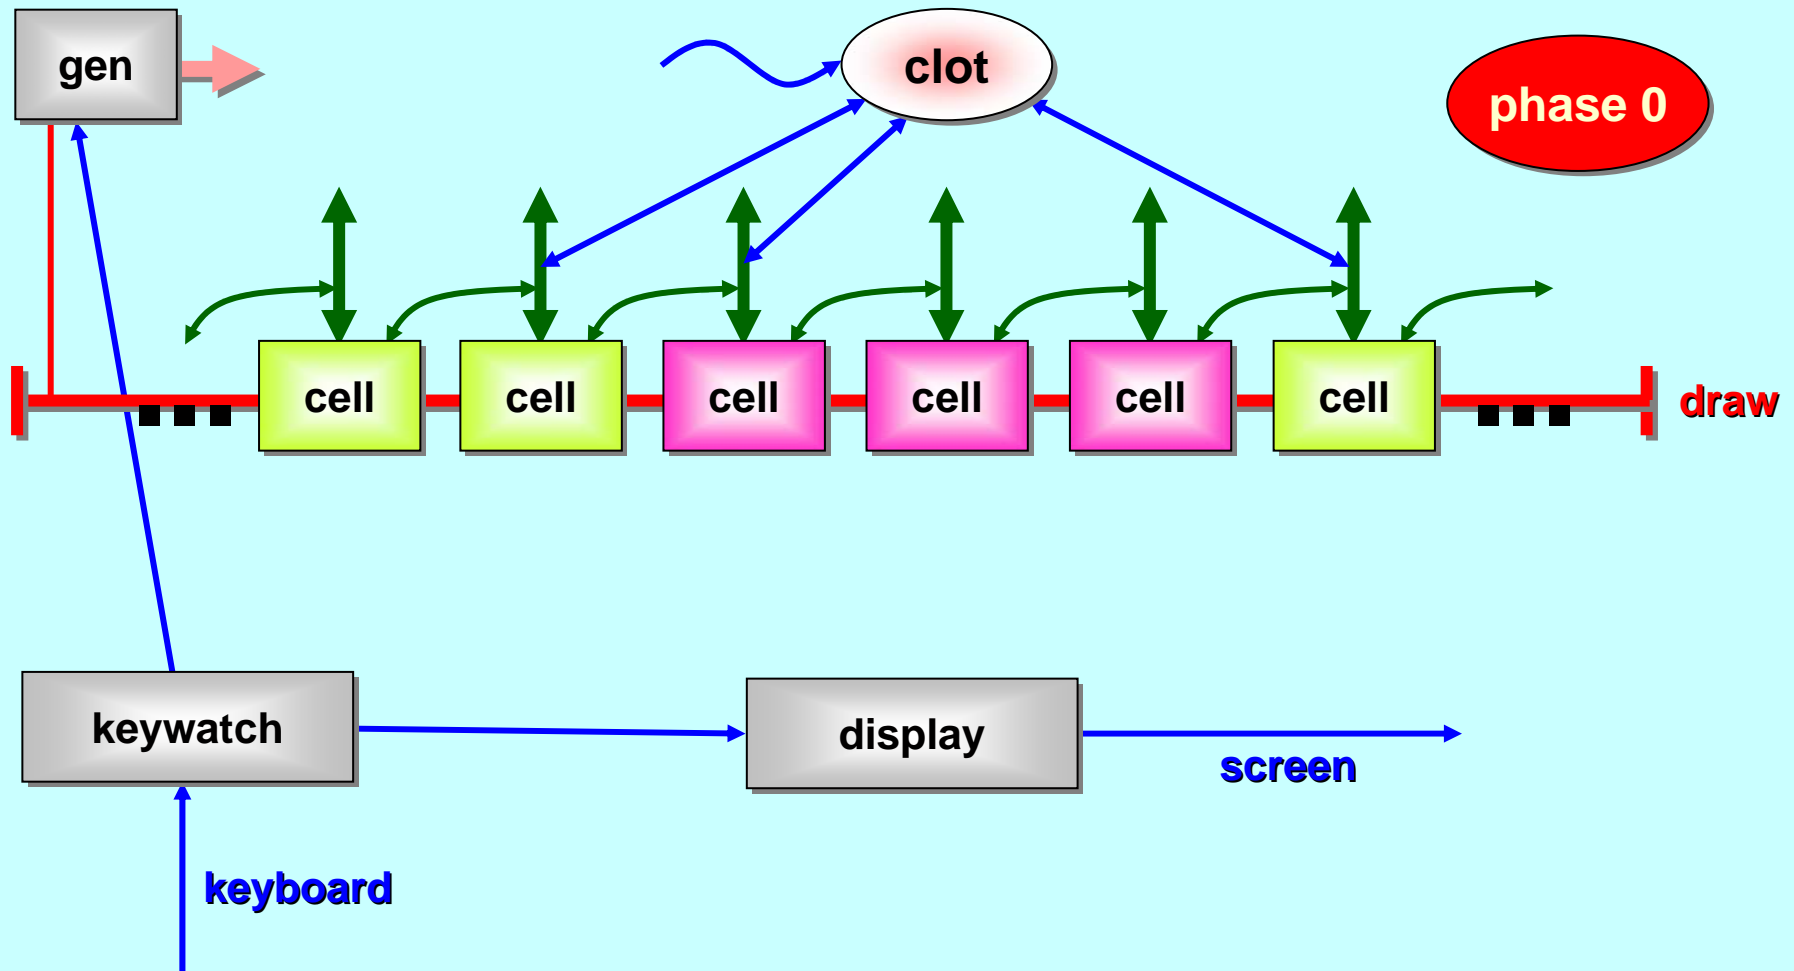 gen
clot
phase 0
cell
cell
cell
cell
cell
cell
draw
keywatch
display
screen
keyboard